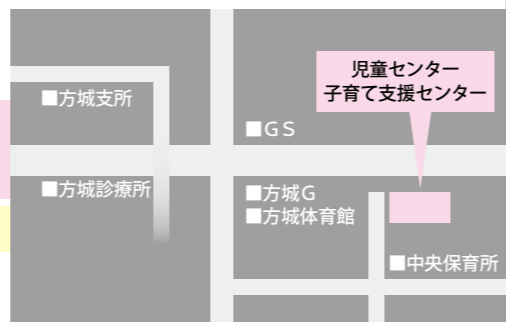 児童センター
子育て支援センター
■方城支所
■GS
■方城診療所
■方城G
■方城体育館
■中央保育所